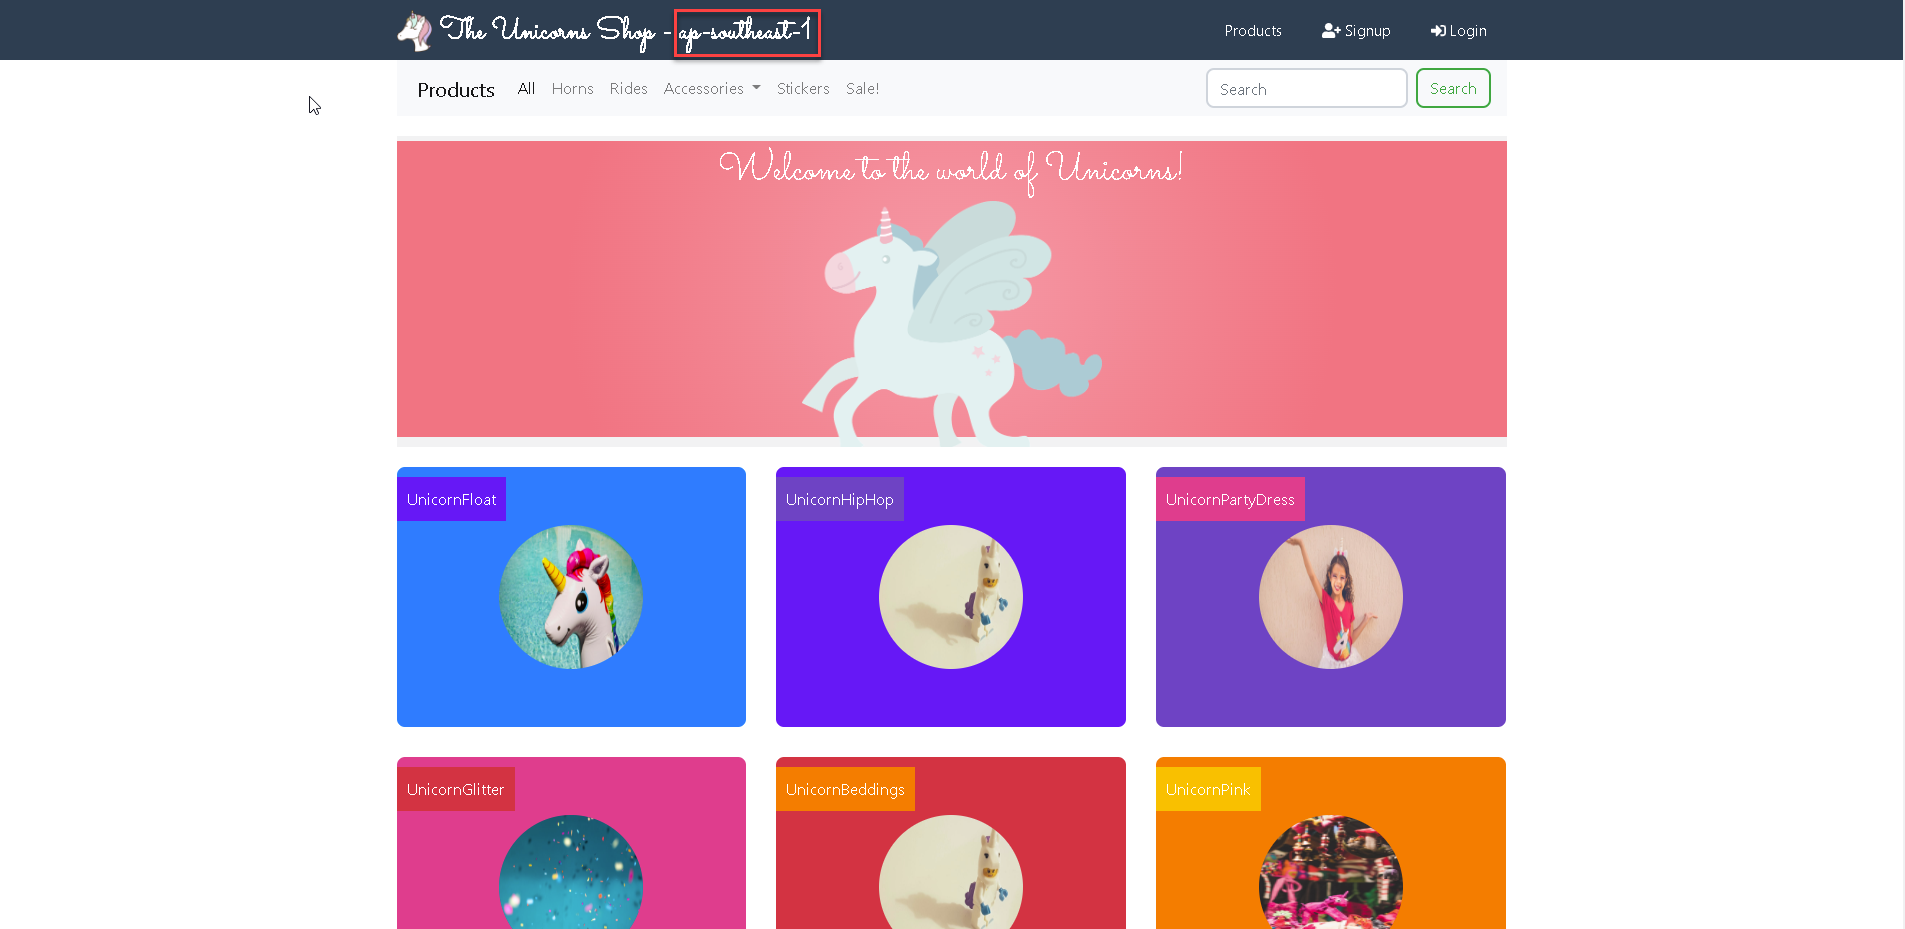 The Unicorns Shop - ap-southeast-1
Products Signup Login
Products All Horns Rides Accessories Stickers Sale!
Search Search
Welcome to the world of Unicorns!
UnicornFloat
UnicornHipHop
UnicornPartyDress
UnicornGlitter
UnicornBeddings
UnicornPink